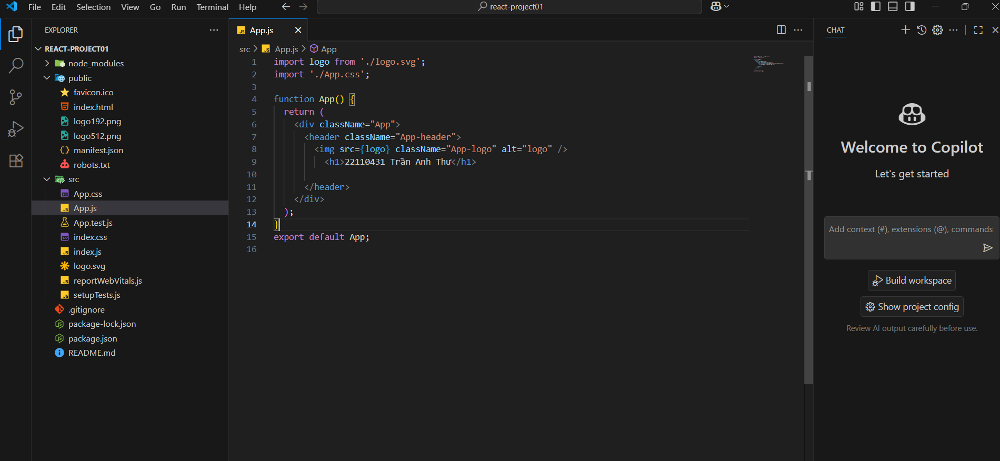 File Edit Selection View Go Run Terminal Help
react-project01
EXPLORER
REACT-PROJECT01
node_modules
public
favicon.ico
index.html
logo192.png
logo512.png
manifest.json
robots.txt
src
App.css
App.js
App.test.js
index.css
index.js
logo.svg
reportWebVitals.js
setupTests.js
.gitignore
package-lock.json
package.json
README.md
App.js
src > App.js > App
1 import logo from './logo.svg';
2 import './App.css';
3
4 function App() {
5 return (
6 <div className="App">
7 <header className="App-header">
8 <img src={logo} className="App-logo" alt="logo" />
9 <h1>22110431 Trần Anh Thư</h1>
10
11 </header>
12 </div>
13 );
14 }
15 export default App;
16
CHAT
Welcome to Copilot
Let's get started
Add context (#), extensions (@), commands
Build workspace
Show project config
Review AI output carefully before use.